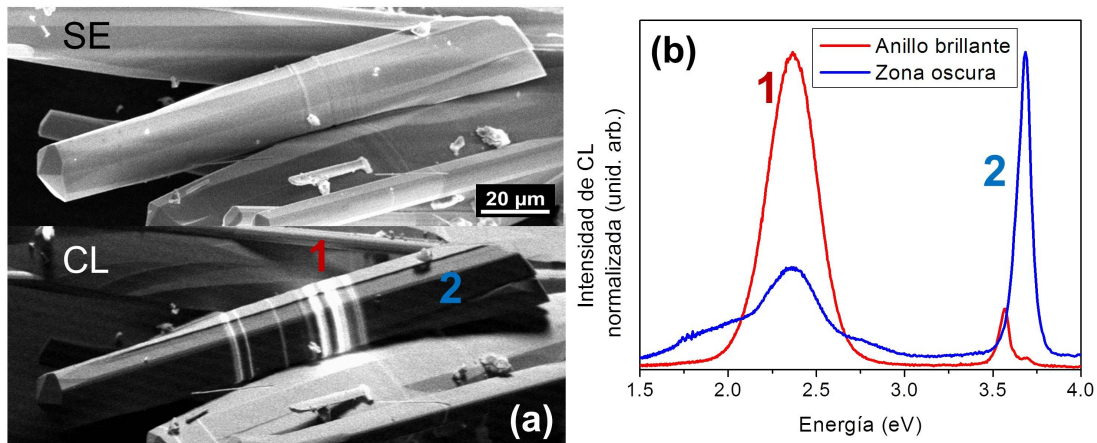 SE
20 µm
CL
1
2
(a)
(b)
Anillo brillante
Zona oscura
1
2
Intensidad de CL
normalizada (unid. arb.)
1.5 2.0 2.5 3.0 3.5 4.0
Energía (eV)